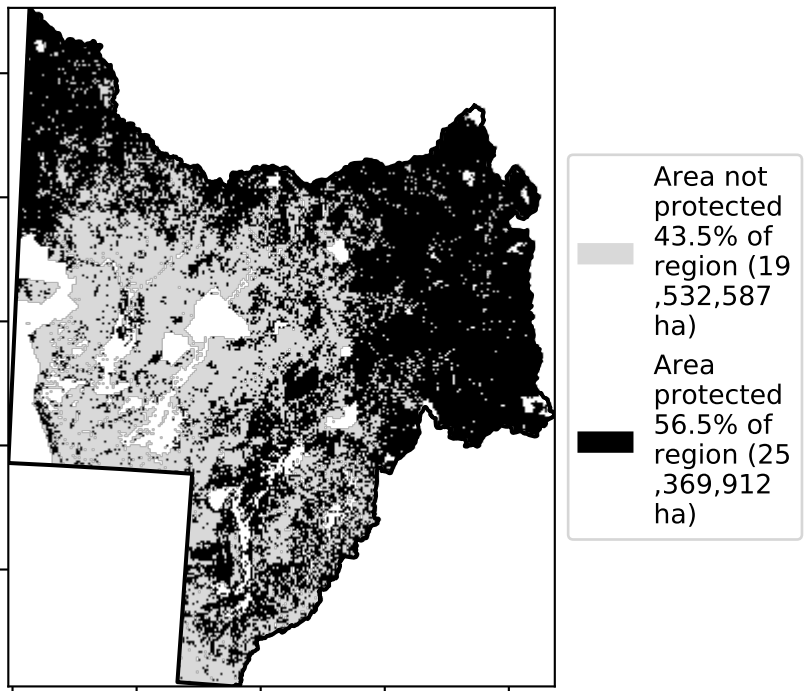 Area not
protected
43.5% of
region (19
,532,587
ha)
Area
protected
56.5% of
region (25
,369,912
ha)